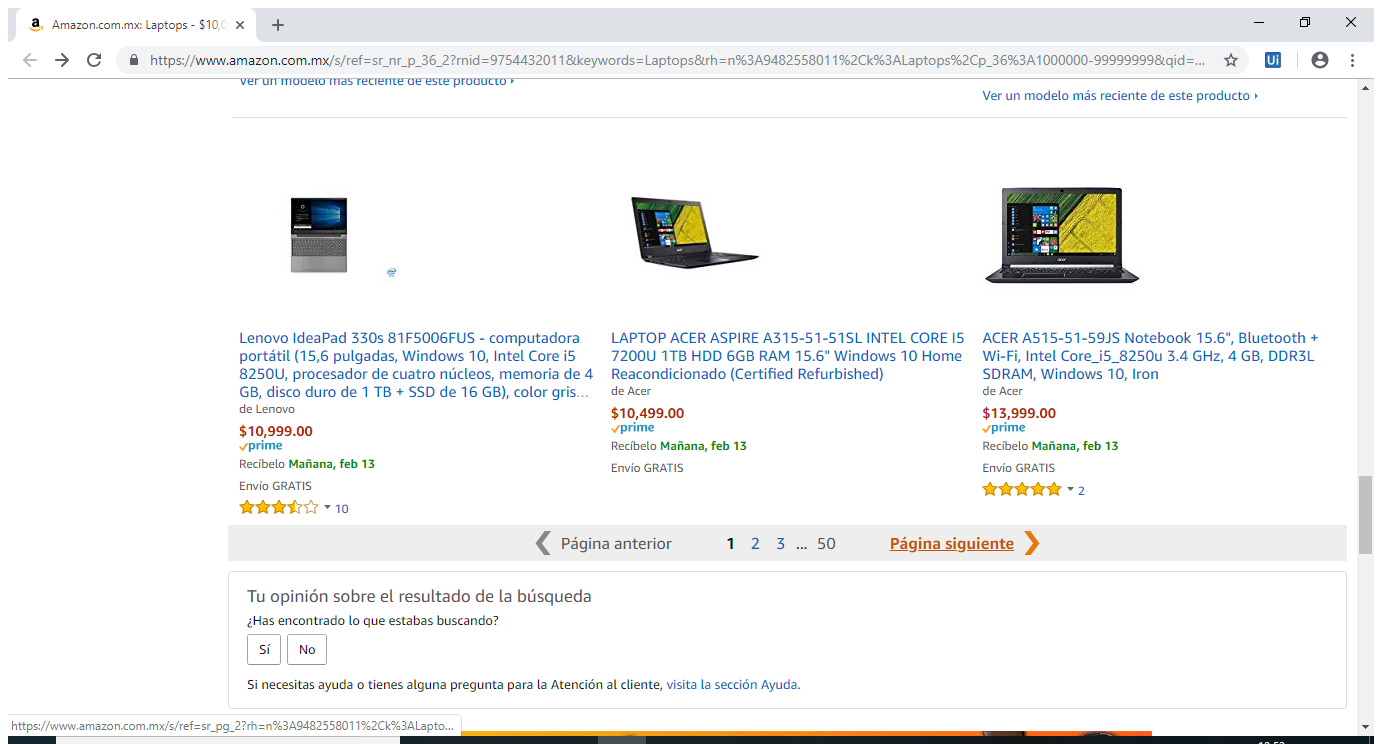 Amazon.com.mx: Laptops - $10,0
https://www.amazon.com.mx/s/ref=sr_nr_p_36_2?rnid=9754432011&keywords=Laptops&rh=n%3A9482558011%2Ck%3ALaptops%2Cp_36%3A1000000-99999999&qid=...
Ui
Ver un modelo más reciente de este producto
Ver un modelo más reciente de este producto
Lenovo IdeaPad 330s 81F5006FUS - computadora
portátil (15,6 pulgadas, Windows 10, Intel Core i5
8250U, procesador de cuatro núcleos, memoria de 4
GB, disco duro de 1 TB + SSD de 16 GB), color gris...
de Lenovo
$10,999.00
prime
Recíbelo Mañana, feb 13
Envío GRATIS
10
LAPTOP ACER ASPIRE A315-51-51SL INTEL CORE I5
7200U 1TB HDD 6GB RAM 15.6" Windows 10 Home
Reacondicionado (Certified Refurbished)
de Acer
$10,499.00
prime
Recíbelo Mañana, feb 13
Envío GRATIS
ACER A515-51-59JS Notebook 15.6", Bluetooth +
Wi-Fi, Intel Core_i5_8250u 3.4 GHz, 4 GB, DDR3L
SDRAM, Windows 10, Iron
de Acer
$13,999.00
prime
Recíbelo Mañana, feb 13
Envío GRATIS
2
Página anterior 1 2 3 ... 50 Página siguiente
Tu opinión sobre el resultado de la búsqueda
¿Has encontrado lo que estabas buscando?
Sí No
Si necesitas ayuda o tienes alguna pregunta para la Atención al cliente, visita la sección Ayuda.
https://www.amazon.com.mx/s/ref=sr_pg_2?rh=n%3A9482558011%2Ck%3ALapto...